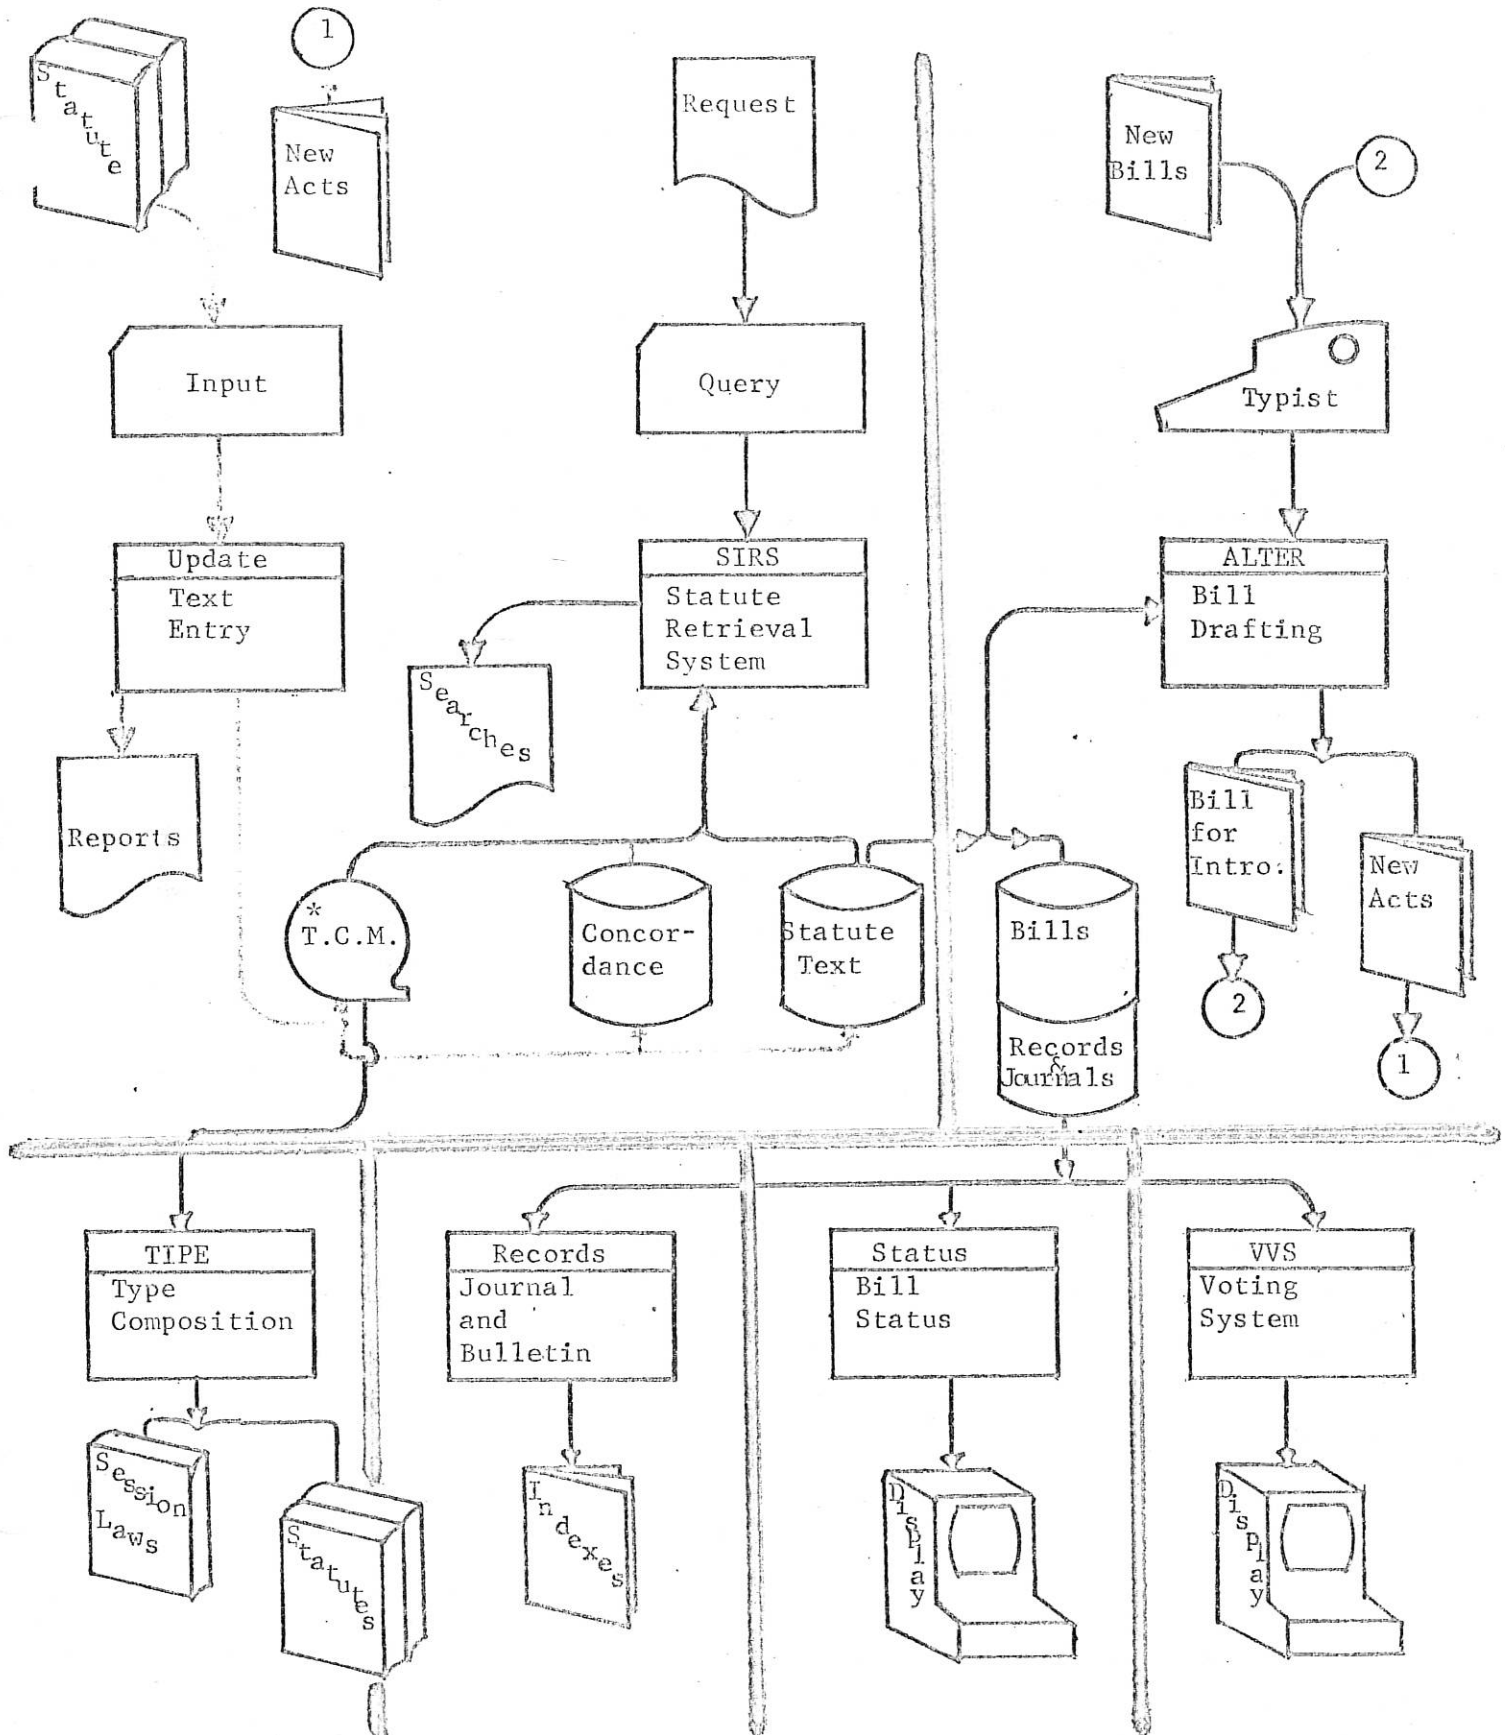 Statute
1
New
Acts
Request
New
Bills
2
Input
Query
Typist
Update
Text
Entry
SIRS
Statute
Retrieval
System
ALTER
Bill
Drafting
Searches
Reports
Bill
for
Intro.
New
Acts
*
T.C.M.
Concor-
dance
Statute
Text
Bills
Records
&
Journals
2
1
TIPE
Type
Composition
Records
Journal
and
Bulletin
Status
Bill
Status
VVS
Voting
System
Session
Laws
Statutes
Indexes
Display
Display